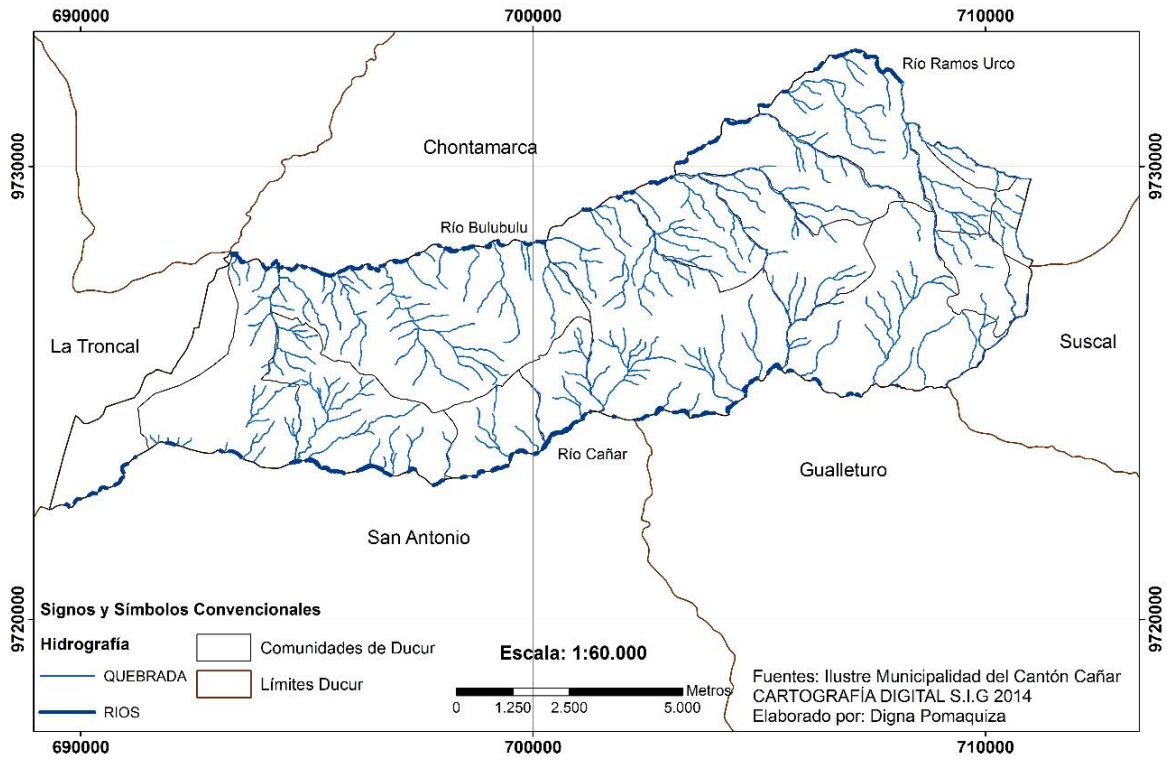 690000
700000
710000
Río Ramos Urco
9730000
9730000
Chontamarca
Río Bulubulu
La Troncal
Suscal
Río Cañar
Gualleturo
San Antonio
9720000
9720000
Signos y Símbolos Convencionales
Hidrografía
QUEBRADA
RIOS
Comunidades de Ducur
Límites Ducur
Escala: 1:60.000
Metros
0 1.250 2.500 5.000
Fuentes: Ilustre Municipalidad del Cantón Cañar
CARTOGRAFÍA DIGITAL S.I.G 2014
Elaborado por: Digna Pomaquiza
690000
700000
710000